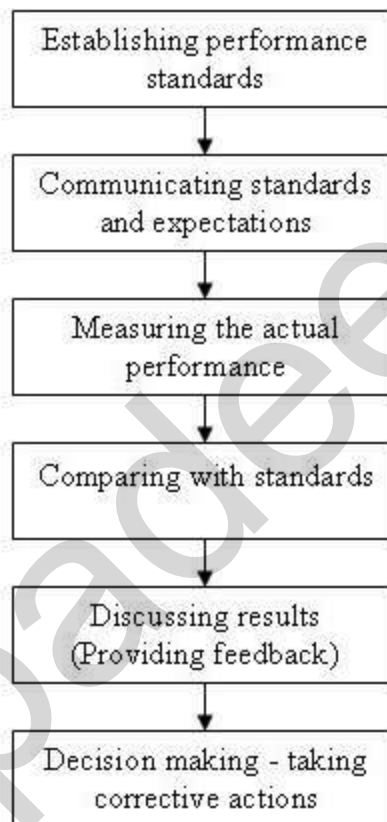 Establishing performance
standards
Communicating standards
and expectations
Measuring the actual
performance
Comparing with standards
Discussing results
(Providing feedback)
Decision making - taking
corrective actions